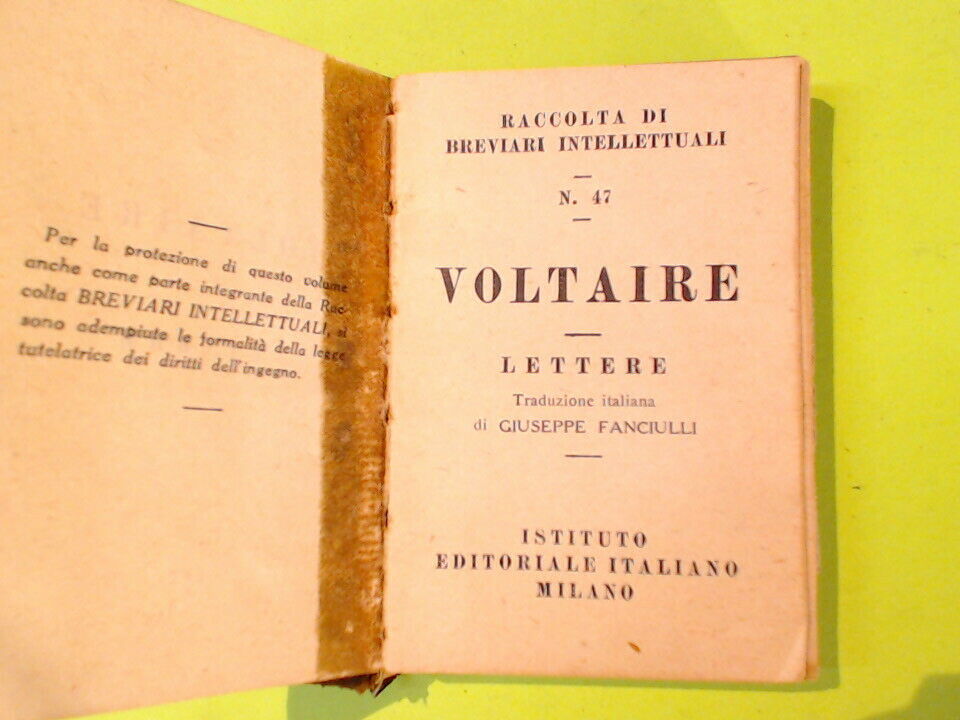 Per la protezione di questo volume
anche come parte integrante della Rac-
colta BREVIARI INTELLETTUALI, si
sono adempiute le formalità della legge
tutelatrice dei diritti dell'ingegno.
RACCOLTA DI
BREVIARI INTELLETTUALI
N. 47
VOLTAIRE
LETTERE
Traduzione italiana
di GIUSEPPE FANCIULLI
ISTITUTO
EDITORIALE ITALIANO
MILANO